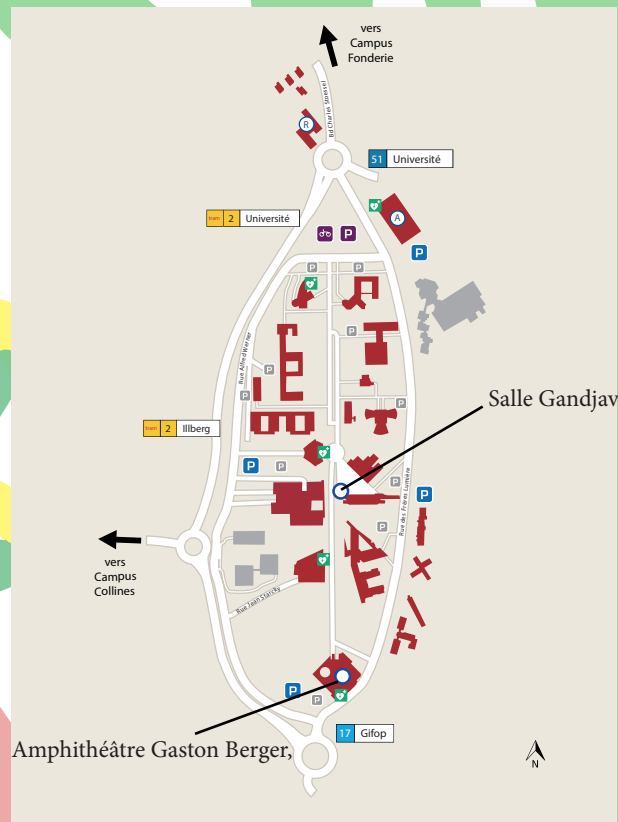 vers
Campus
Fonderie
Bd Charles Stoessel
R
51 Université
tram 2 Université
A
P
P
P
P
Rue Alfred Werner
P
P
P
P
Salle Gandjav
tram 2 Illberg
P
P
P
P
Rue des Frères Lumière
P
vers
Campus
Collines
Rue Jean Starcky
P
P
17 Gifop
Amphithéâtre Gaston Berger,
N